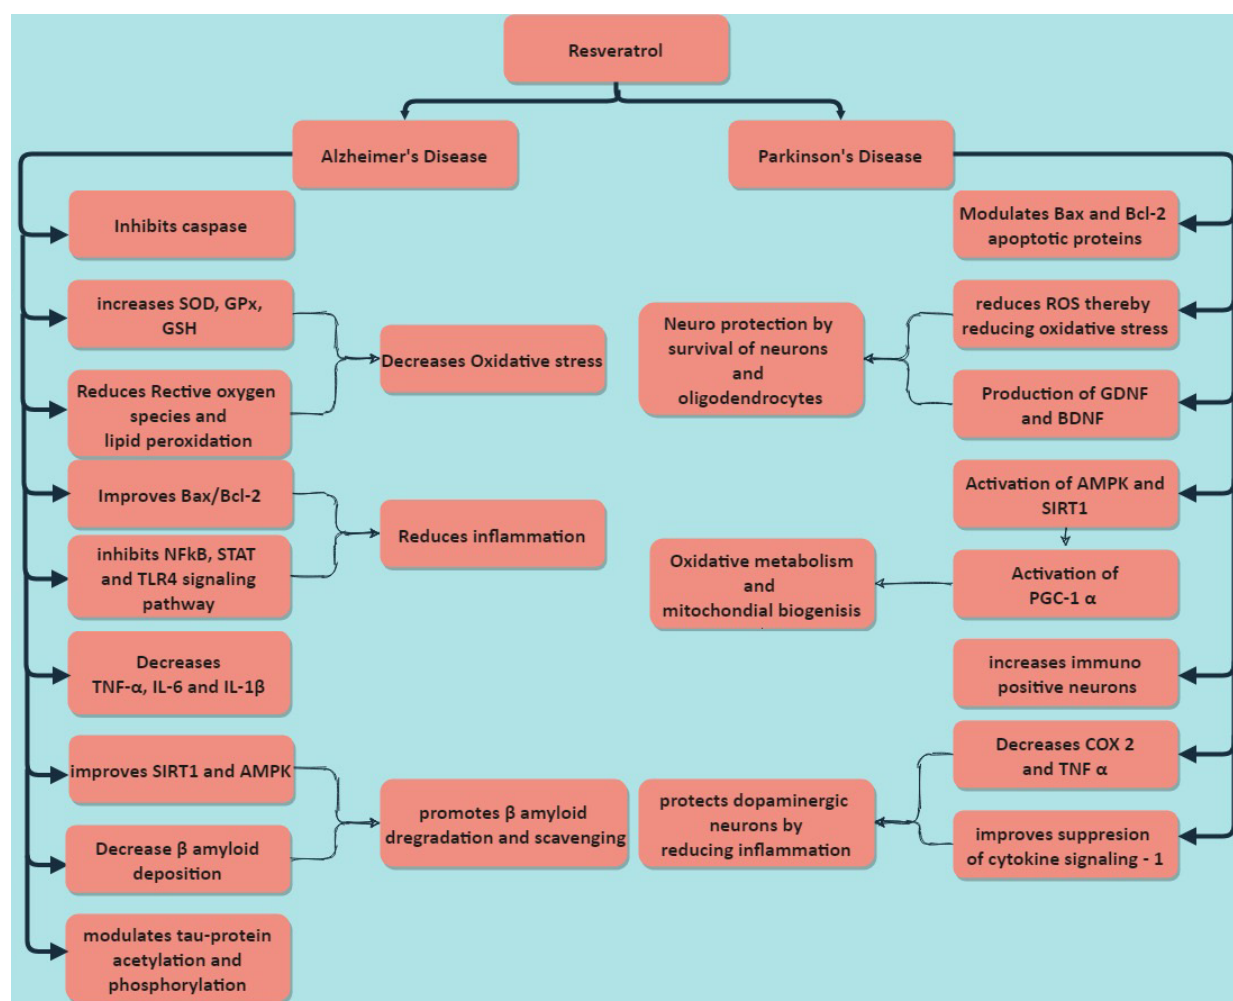 Resveratrol
Alzheimer's Disease
Parkinson's Disease
Inhibits caspase
increases SOD, GPx,
GSH
Reduces Rective oxygen
species and
lipid peroxidation
Decreases Oxidative stress
Improves Bax/Bcl-2
inhibits NFkB, STAT
and TLR4 signaling
pathway
Reduces inflammation
Decreases
TNF-α, IL-6 and IL-1β
improves SIRT1 and AMPK
Decrease β amyloid
deposition
promotes β amyloid
dregradation and scavenging
modulates tau-protein
acetylation and
phosphorylation
Modulates Bax and Bcl-2
apoptotic proteins
reduces ROS thereby
reducing oxidative stress
Production of GDNF
and BDNF
Neuro protection by
survival of neurons
and
oligodendrocytes
Activation of AMPK and
SIRT1
Activation of
PGC-1 α
Oxidative metabolism
and
mitochondial biogenisis
increases immuno
positive neurons
Decreases COX 2
and TNF α
improves suppresion
of cytokine signaling - 1
protects dopaminergic
neurons by
reducing inflammation